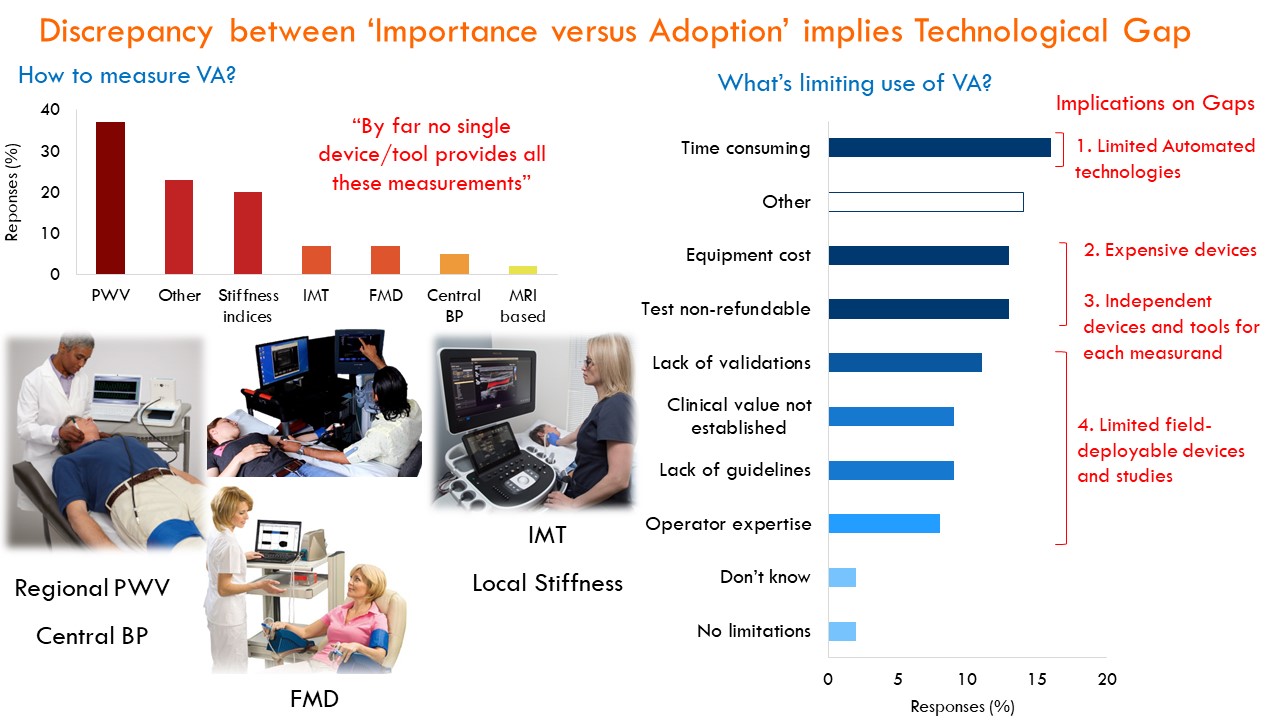 Discrepancy between ‘Importance versus Adoption’ implies Technological Gap
How to measure VA?
Reponses (%)
40
30
20
10
0
PWV
Other
Stiffness
indices
IMT
FMD
Central
BP
MRI
based
“By far no single
device/tool provides all
these measurements”
Regional PWV
Central BP
FMD
IMT
Local Stiffness
What’s limiting use of VA?
Time consuming
Other
Equipment cost
Test non-refundable
Lack of validations
Clinical value not
established
Lack of guidelines
Operator expertise
Don’t know
No limitations
0
5
10
15
20
Responses (%)
Implications on Gaps
1. Limited Automated
technologies
2. Expensive devices
3. Independent
devices and tools for
each measurand
4. Limited field-
deployable devices
and studies